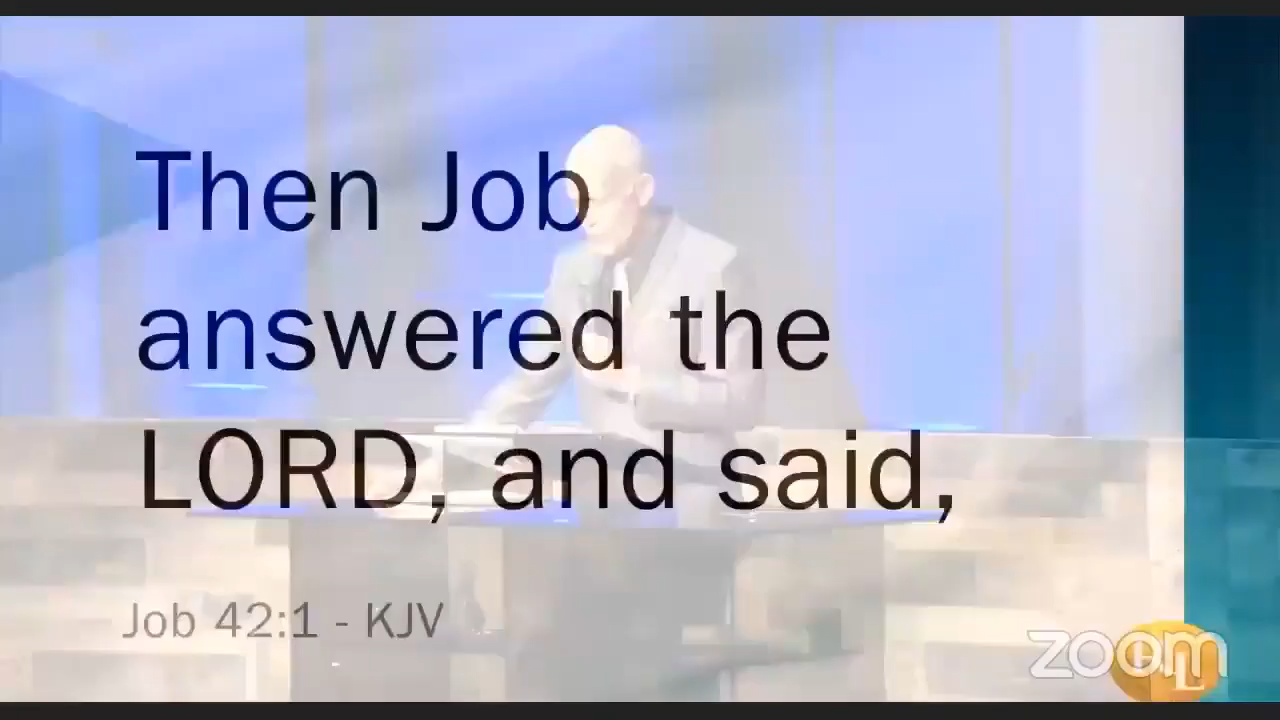 Then Job
answered the
LORD, and said,
Job 42:1 - KJV
zoom